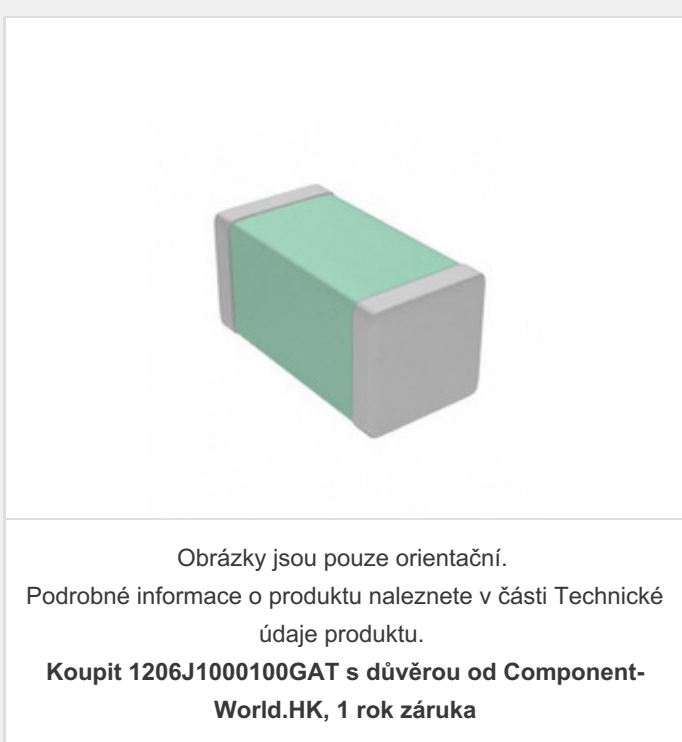 Obrázky jsou pouze orientační.
Podrobné informace o produktu naleznete v části Technické
údaje produktu.
Koupit 1206J1000100GAT s důvěrou od Component-
World.HK, 1 rok záruka